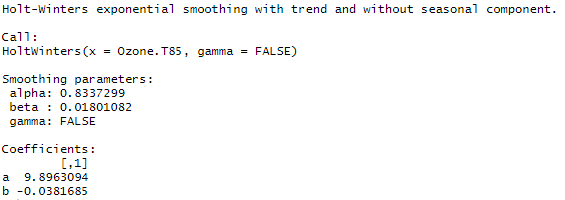 Holt-Winters exponential smoothing with trend and without seasonal component.
Call:
HoltWinters(x = Ozone.T85, gamma = FALSE)
Smoothing parameters:
alpha: 0.8337299
beta : 0.01801082
gamma: FALSE
Coefficients:
[,1]
a 9.8963094
b -0.0381685